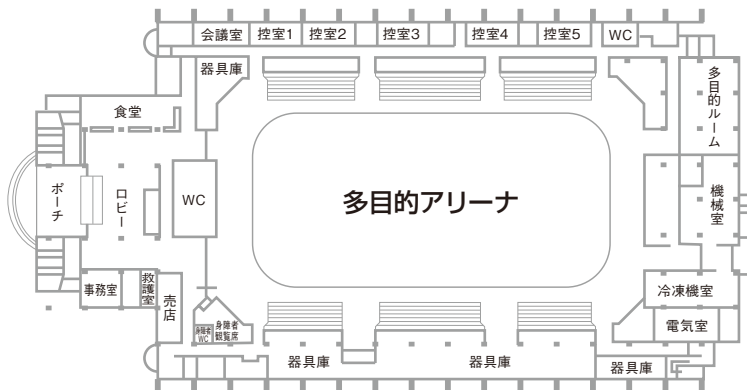 会議室
控室1
控室2
控室3
控室4
控室5
WC
器具庫
多目的ルーム
食堂
ポーチ
ロビー
WC
多目的アリーナ
機械室
事務室
救護室
売店
身障者
WC
身障者
観覧席
冷凍機室
電気室
器具庫
器具庫
器具庫